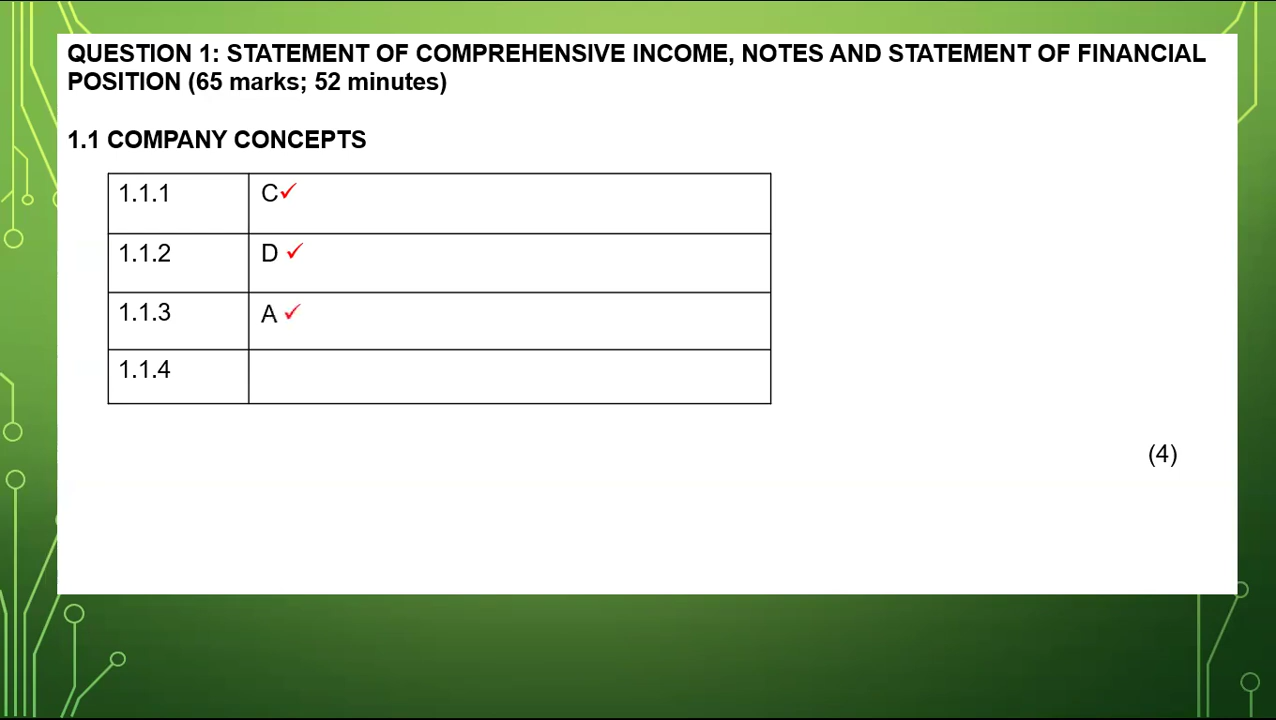 QUESTION 1: STATEMENT OF COMPREHENSIVE INCOME, NOTES AND STATEMENT OF FINANCIAL
POSITION (65 marks; 52 minutes)
1.1 COMPANY CONCEPTS
1.1.1 C✓
1.1.2 D ✓
1.1.3 A ✓
1.1.4
(4)